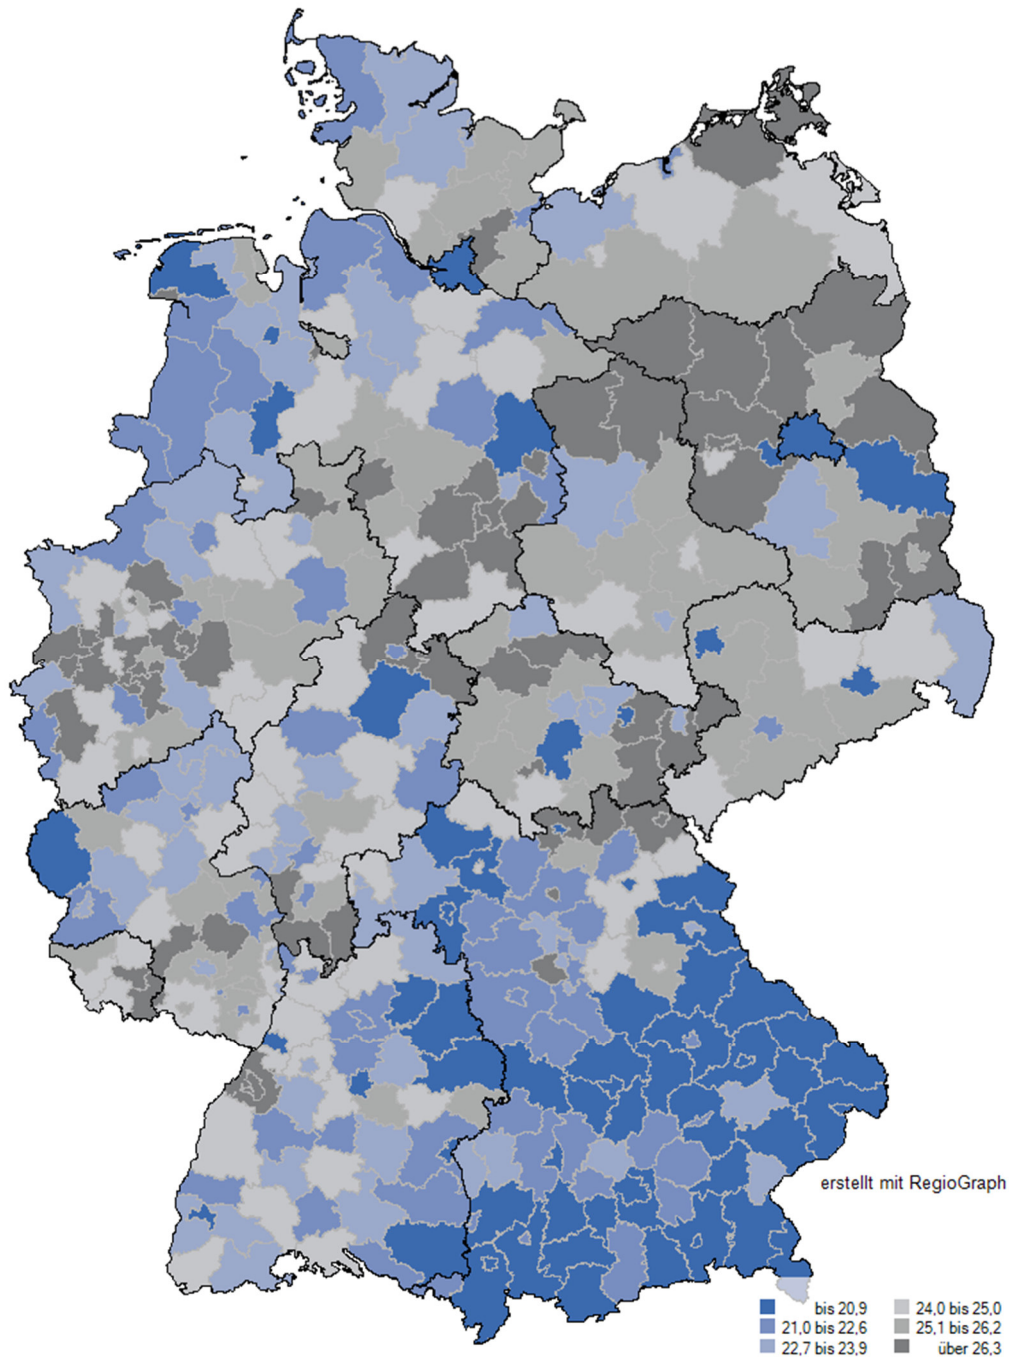 erstellt mit RegioGraph
bis 20,9
21,0 bis 22,6
22,7 bis 23,9
24,0 bis 25,0
25,1 bis 26,2
über 26,3